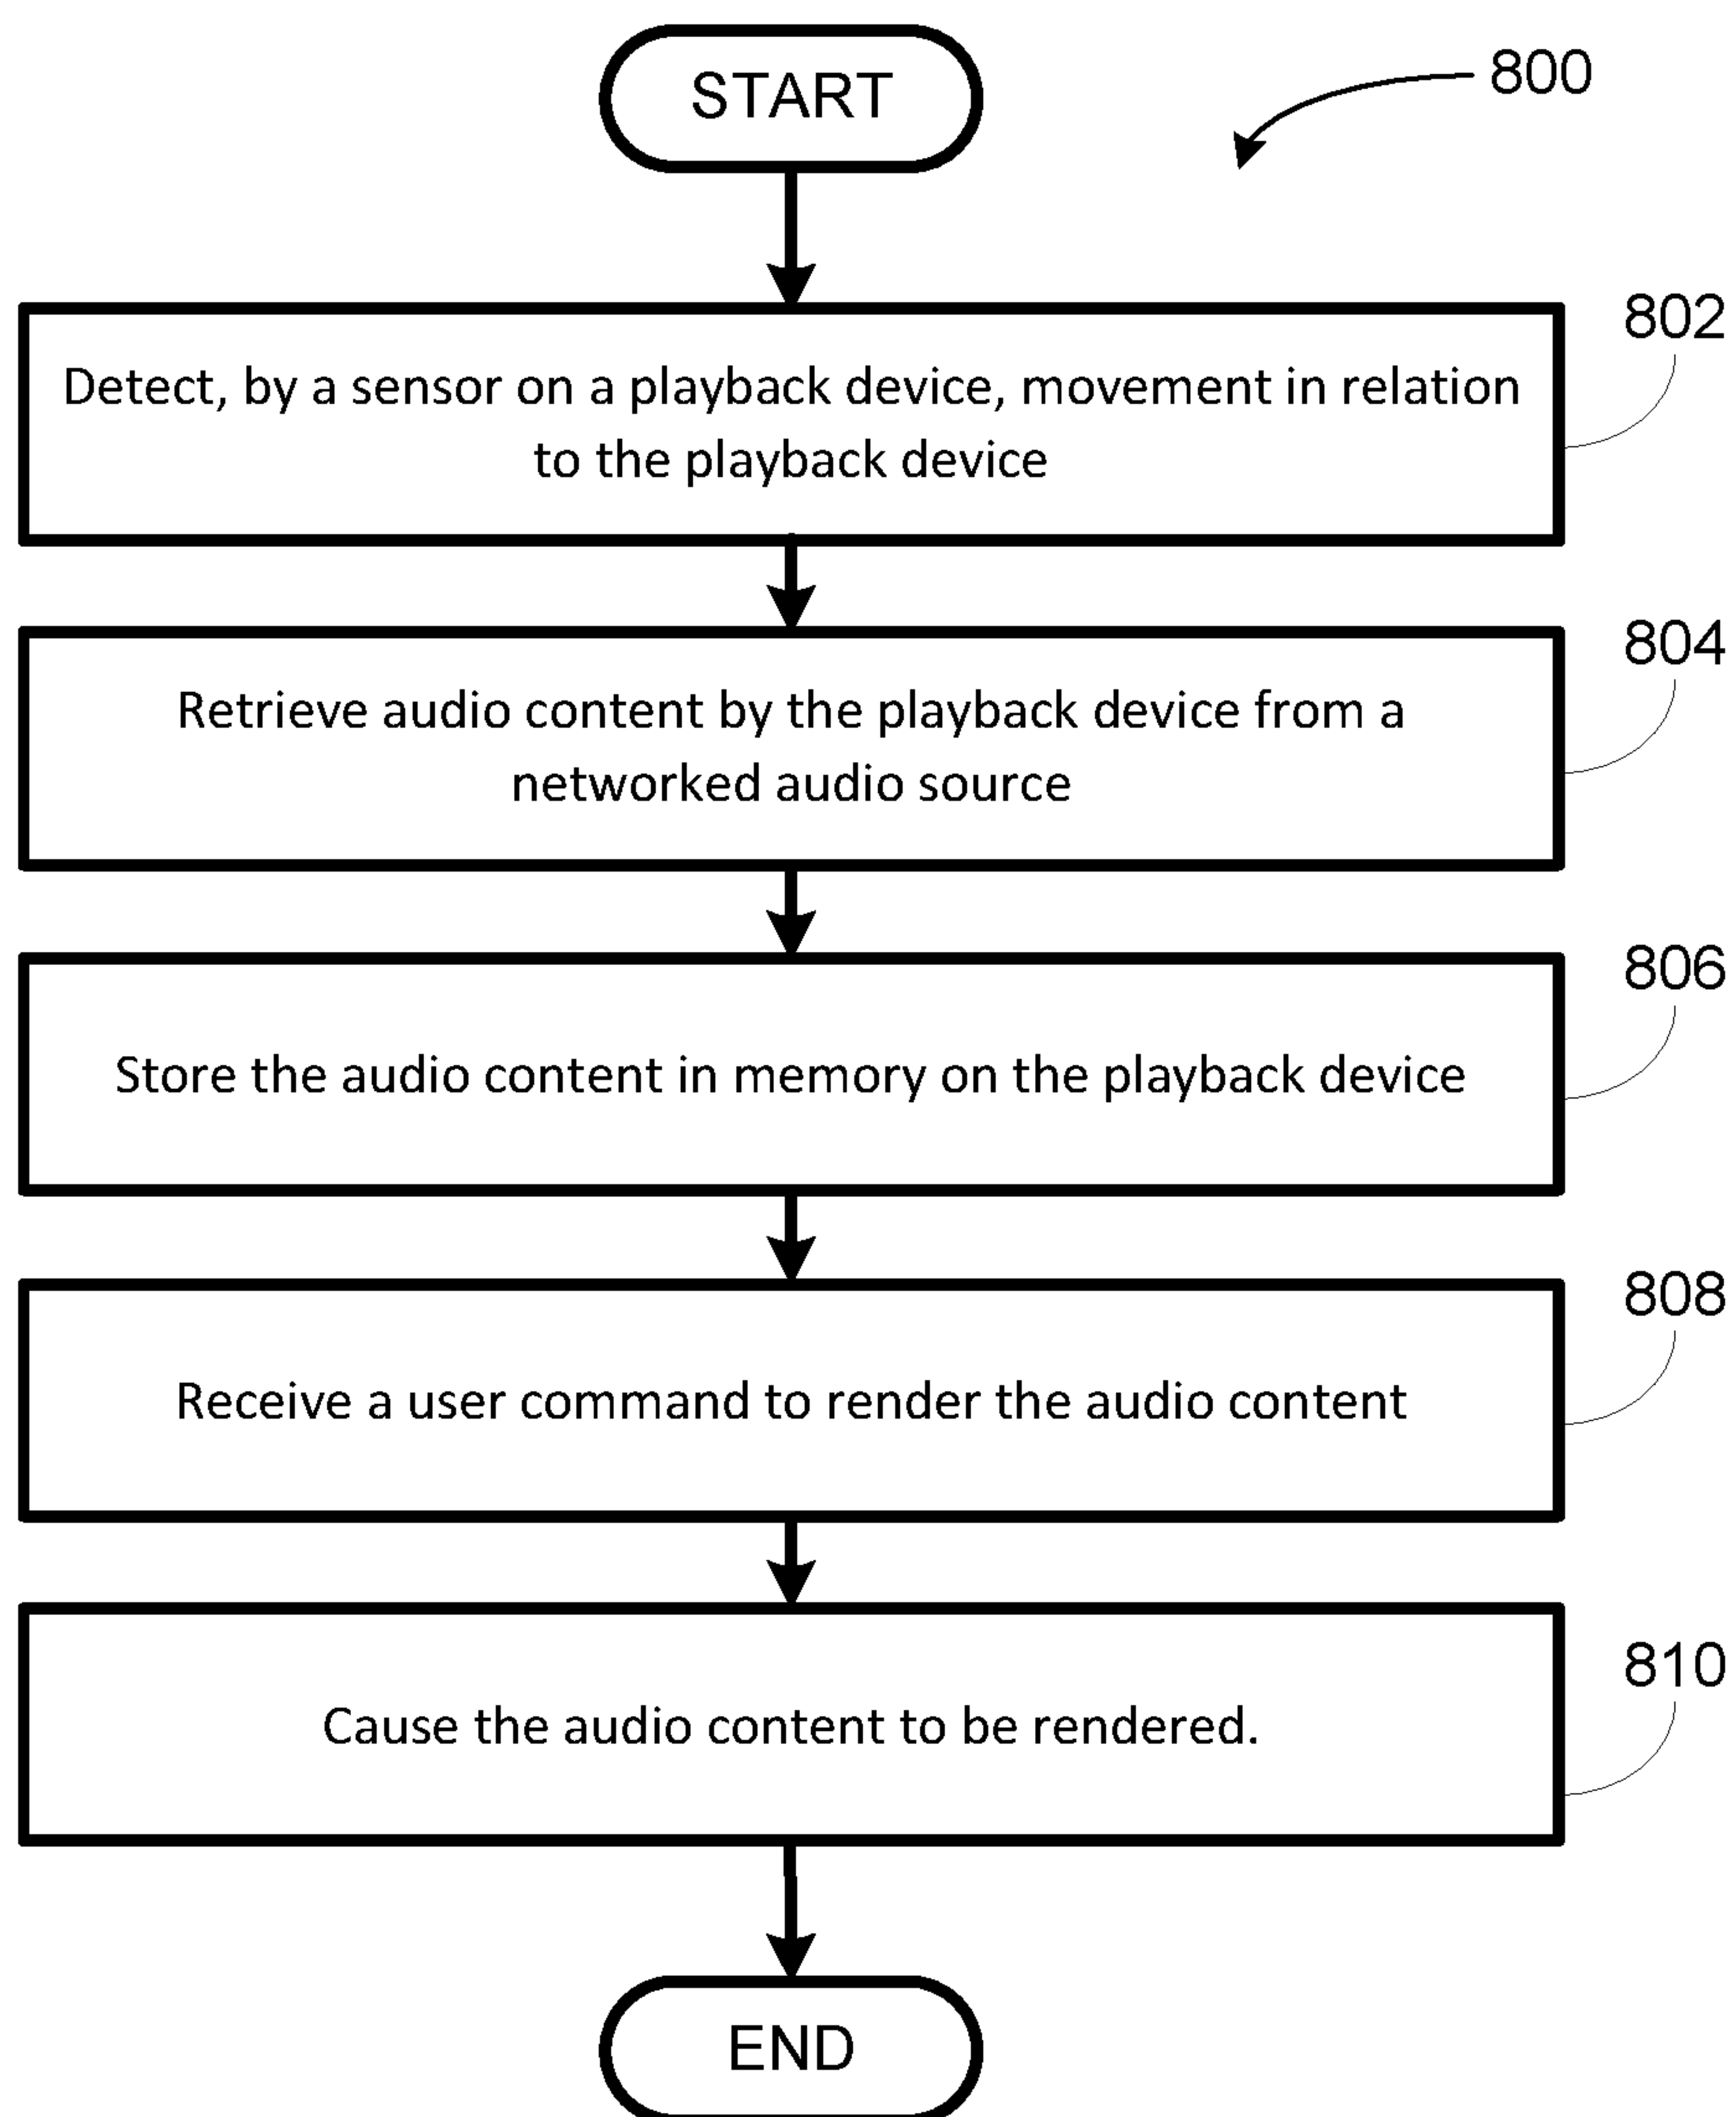 START
800
802
Detect, by a sensor on a playback device, movement in relation
to the playback device
804
Retrieve audio content by the playback device from a
networked audio source
806
Store the audio content in memory on the playback device
808
Receive a user command to render the audio content
810
Cause the audio content to be rendered.
END